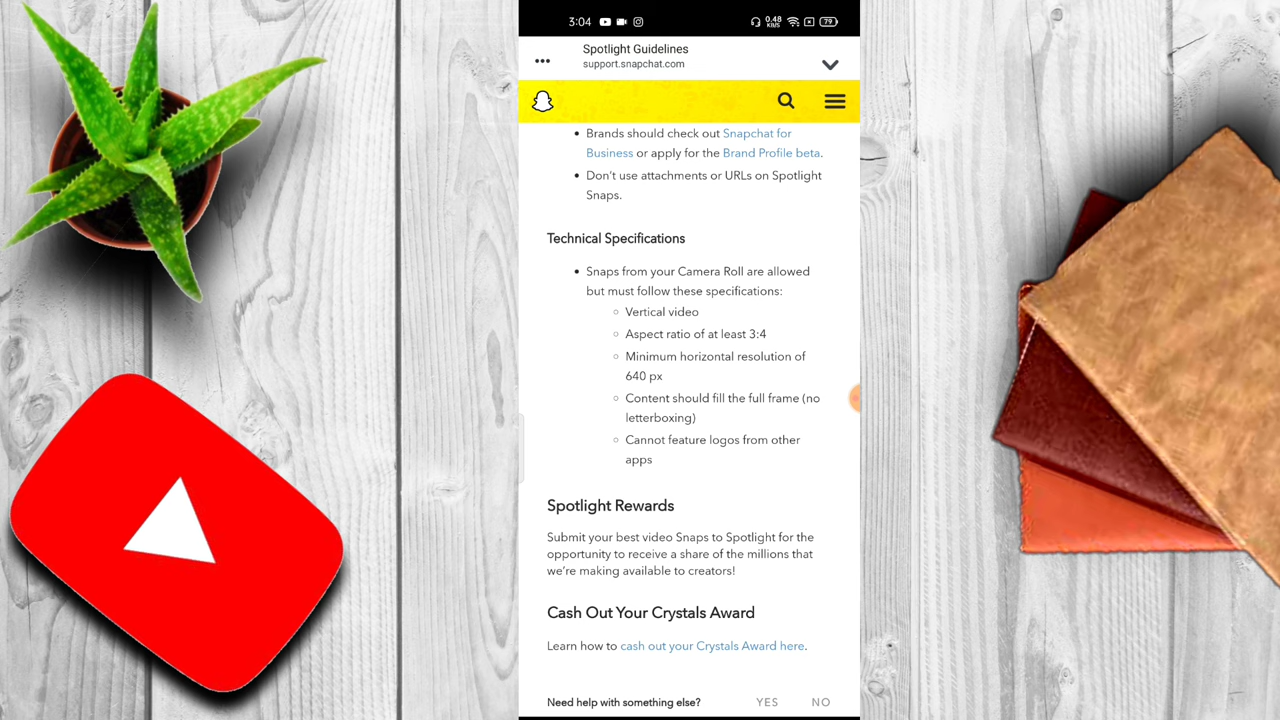 3:04
0.48
KB/S
79
Spotlight Guidelines
support.snapchat.com
• Brands should check out Snapchat for
Business or apply for the Brand Profile beta.
• Don't use attachments or URLs on Spotlight
Snaps.
Technical Specifications
• Snaps from your Camera Roll are allowed
but must follow these specifications:
○ Vertical video
○ Aspect ratio of at least 3:4
○ Minimum horizontal resolution of
640 px
○ Content should fill the full frame (no
letterboxing)
○ Cannot feature logos from other
apps
Spotlight Rewards
Submit your best video Snaps to Spotlight for the
opportunity to receive a share of the millions that
we're making available to creators!
Cash Out Your Crystals Award
Learn how to cash out your Crystals Award here.
Need help with something else? YES NO